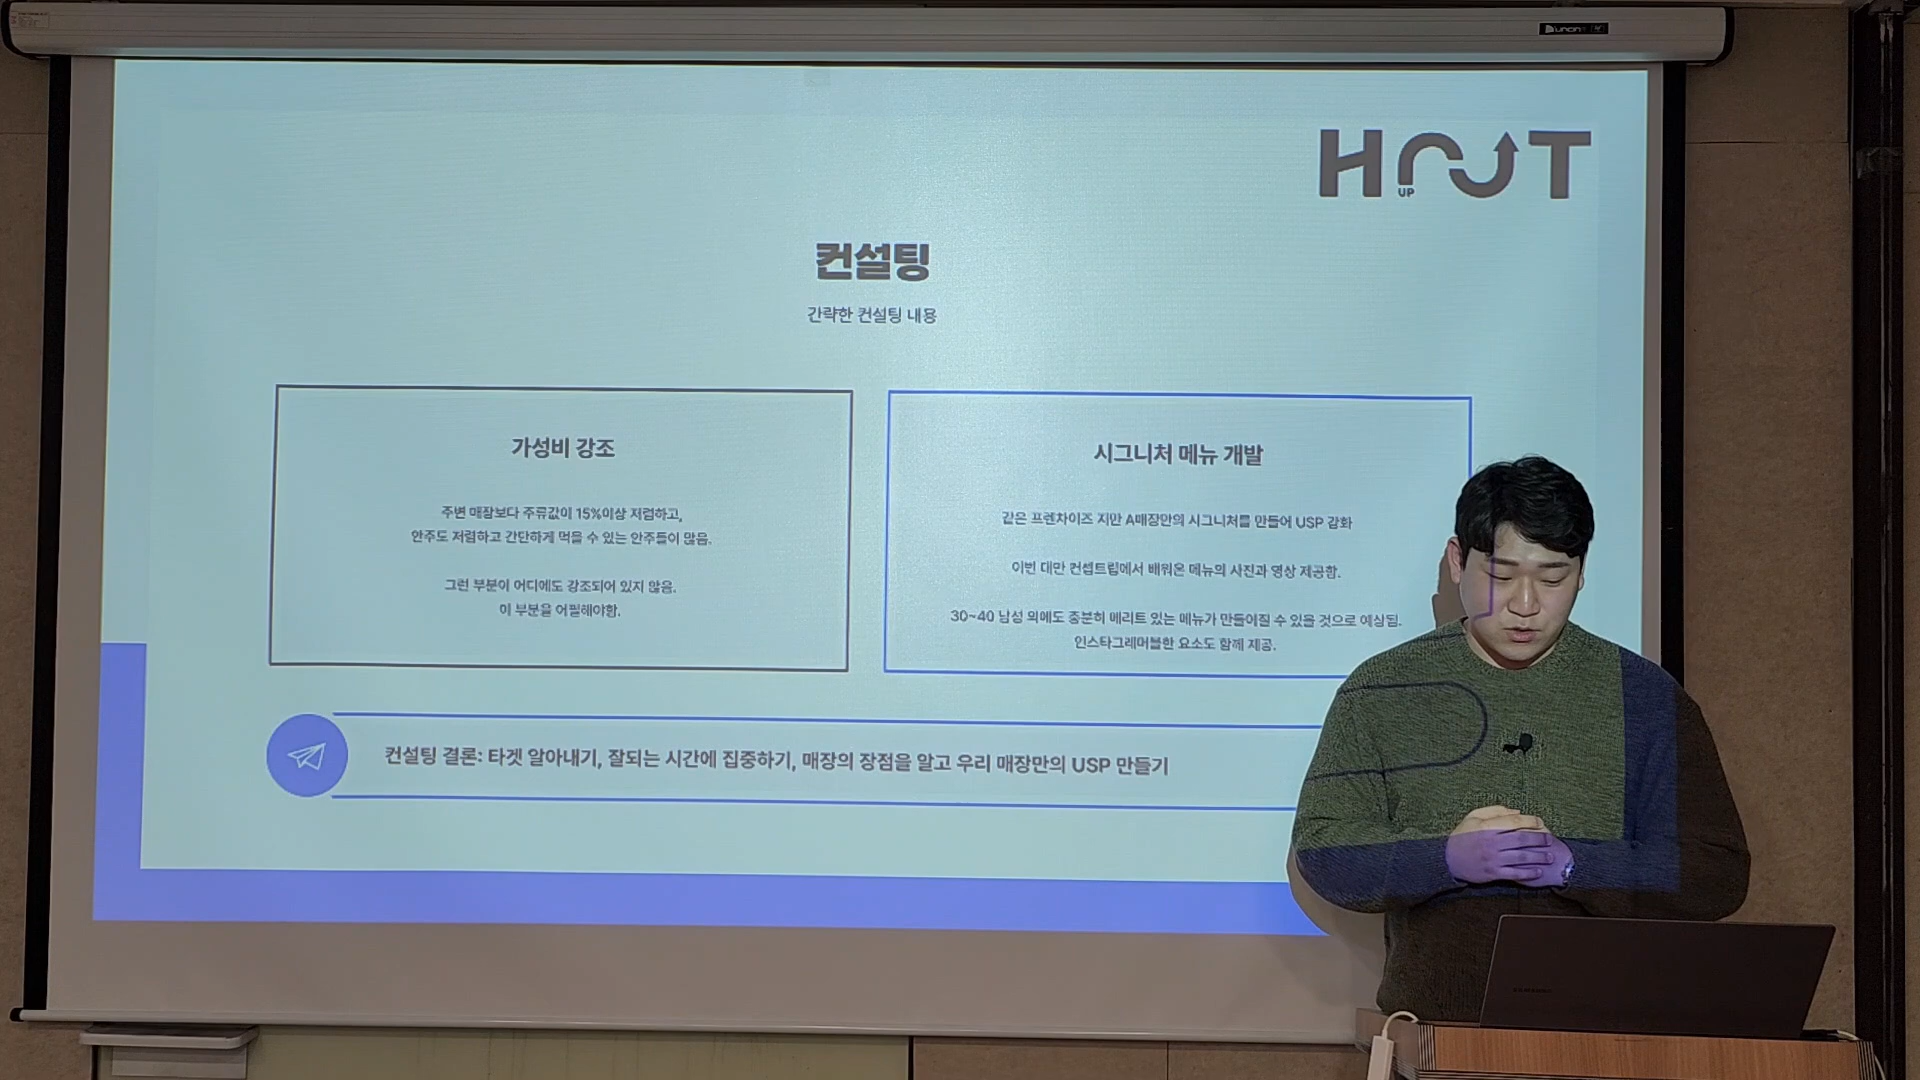 HOUT
UP
컨설팅
간략한 컨설팅 내용
가성비 강조
주변 매장보다 주류값이 15%이상 저렴하고,
안주도 저렴하고 간단하게 먹을 수 있는 안주들이 많음.
그런 부분이 어디에도 강조되어 있지 않음.
이 부분을 어필해야함.
시그니처 메뉴 개발
같은 프렌차이즈 지만 A매장만의 시그니처를 만들어 USP 강화
이번 대만 컨셉트립에서 배워온 메뉴의 사진과 영상 제공함.
30~40 남성 외에도 충분히 메리트 있는 메뉴가 만들어질 수 있을 것으로 예상됨.
인스타그래머블한 요소도 함께 제공.
컨설팅 결론: 타겟 알아내기, 잘되는 시간에 집중하기, 매장의 장점을 알고 우리 매장만의 USP 만들기
SAMSUNG